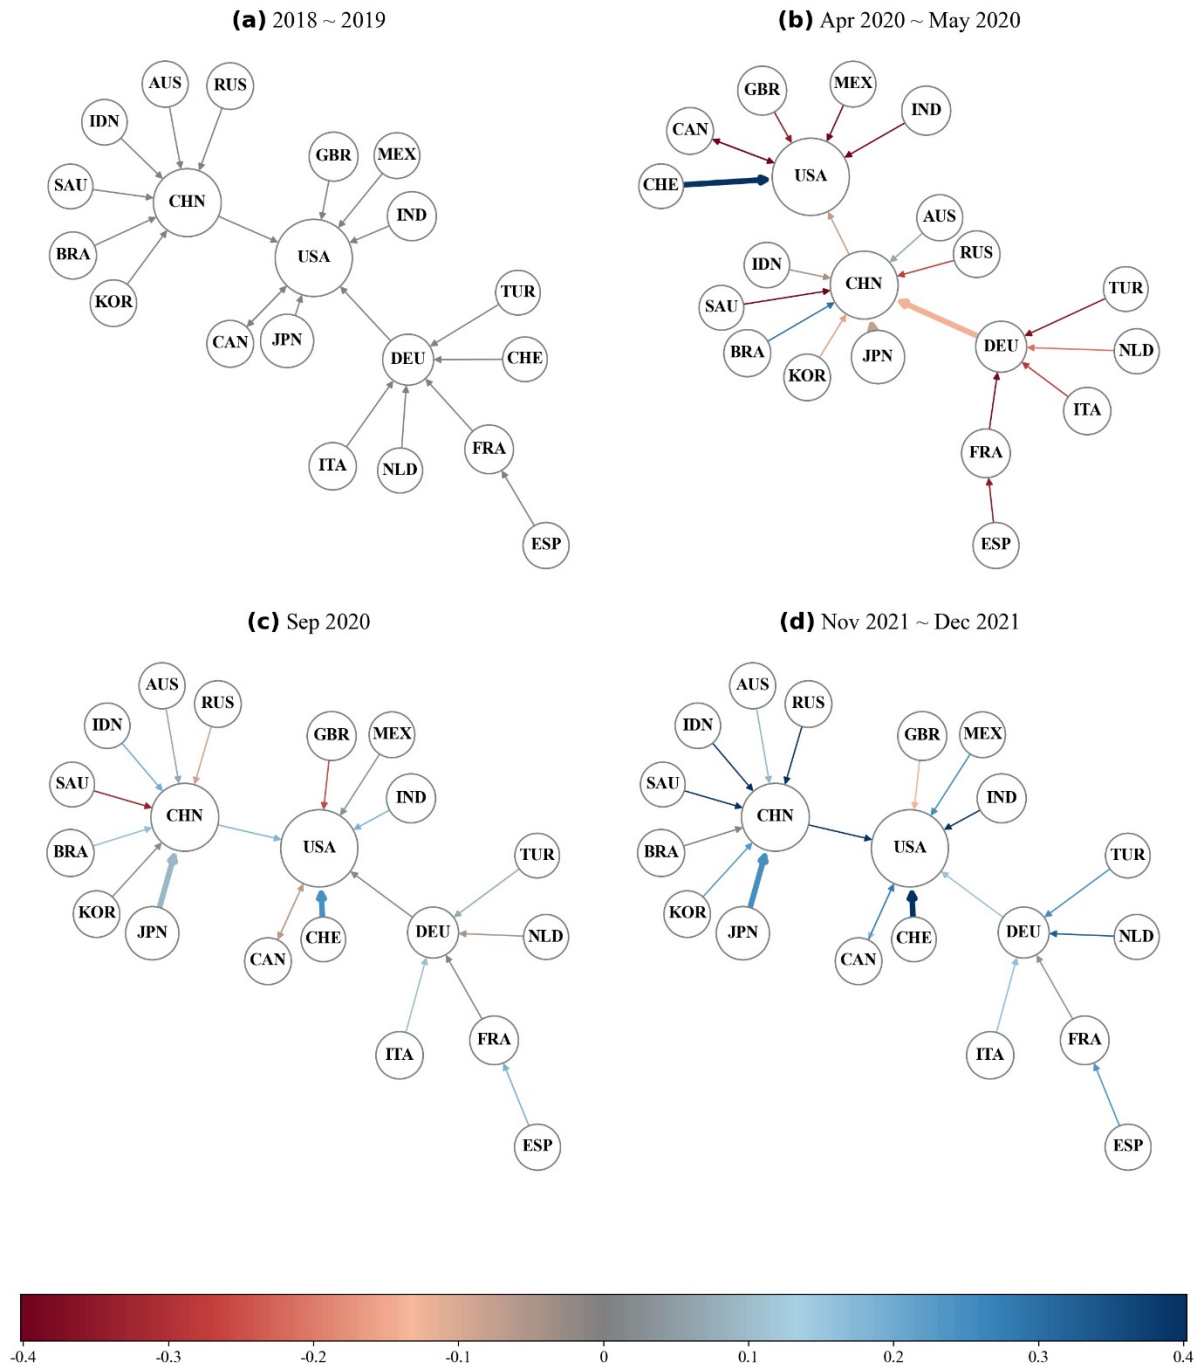 (a) 2018 ~ 2019
(b) Apr 2020 ~ May 2020
AUS
RUS
IDN
GBR
MEX
SAU
CHN
IND
BRA
USA
KOR
TUR
CAN
JPN
DEU
CHE
ITA
NLD
FRA
ESP
GBR
MEX
IND
CAN
USA
CHE
AUS
RUS
IDN
CHN
SAU
TUR
BRA
JPN
DEU
NLD
KOR
ITA
FRA
ESP
(c) Sep 2020
(d) Nov 2021 ~ Dec 2021
AUS
RUS
IDN
GBR
MEX
SAU
CHN
IND
BRA
USA
TUR
KOR
JPN
CAN
CHE
DEU
NLD
ITA
FRA
ESP
AUS
RUS
IDN
GBR
MEX
SAU
CHN
IND
BRA
USA
TUR
KOR
JPN
CAN
CHE
DEU
NLD
ITA
FRA
ESP
-0.4 -0.3 -0.2 -0.1 0 0.1 0.2 0.3 0.4